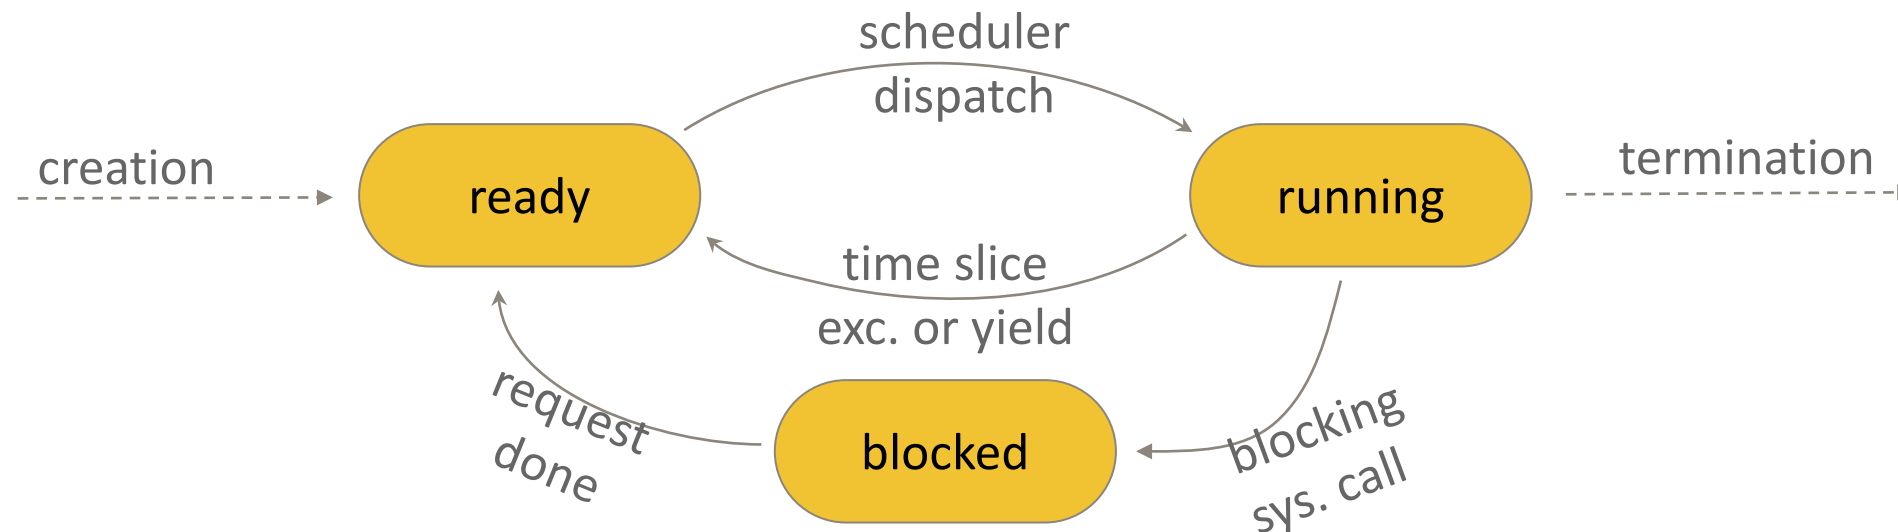 scheduler
dispatch
creation
ready
running
termination
time slice
exc. or yield
request
done
blocked
blocking
sys. call